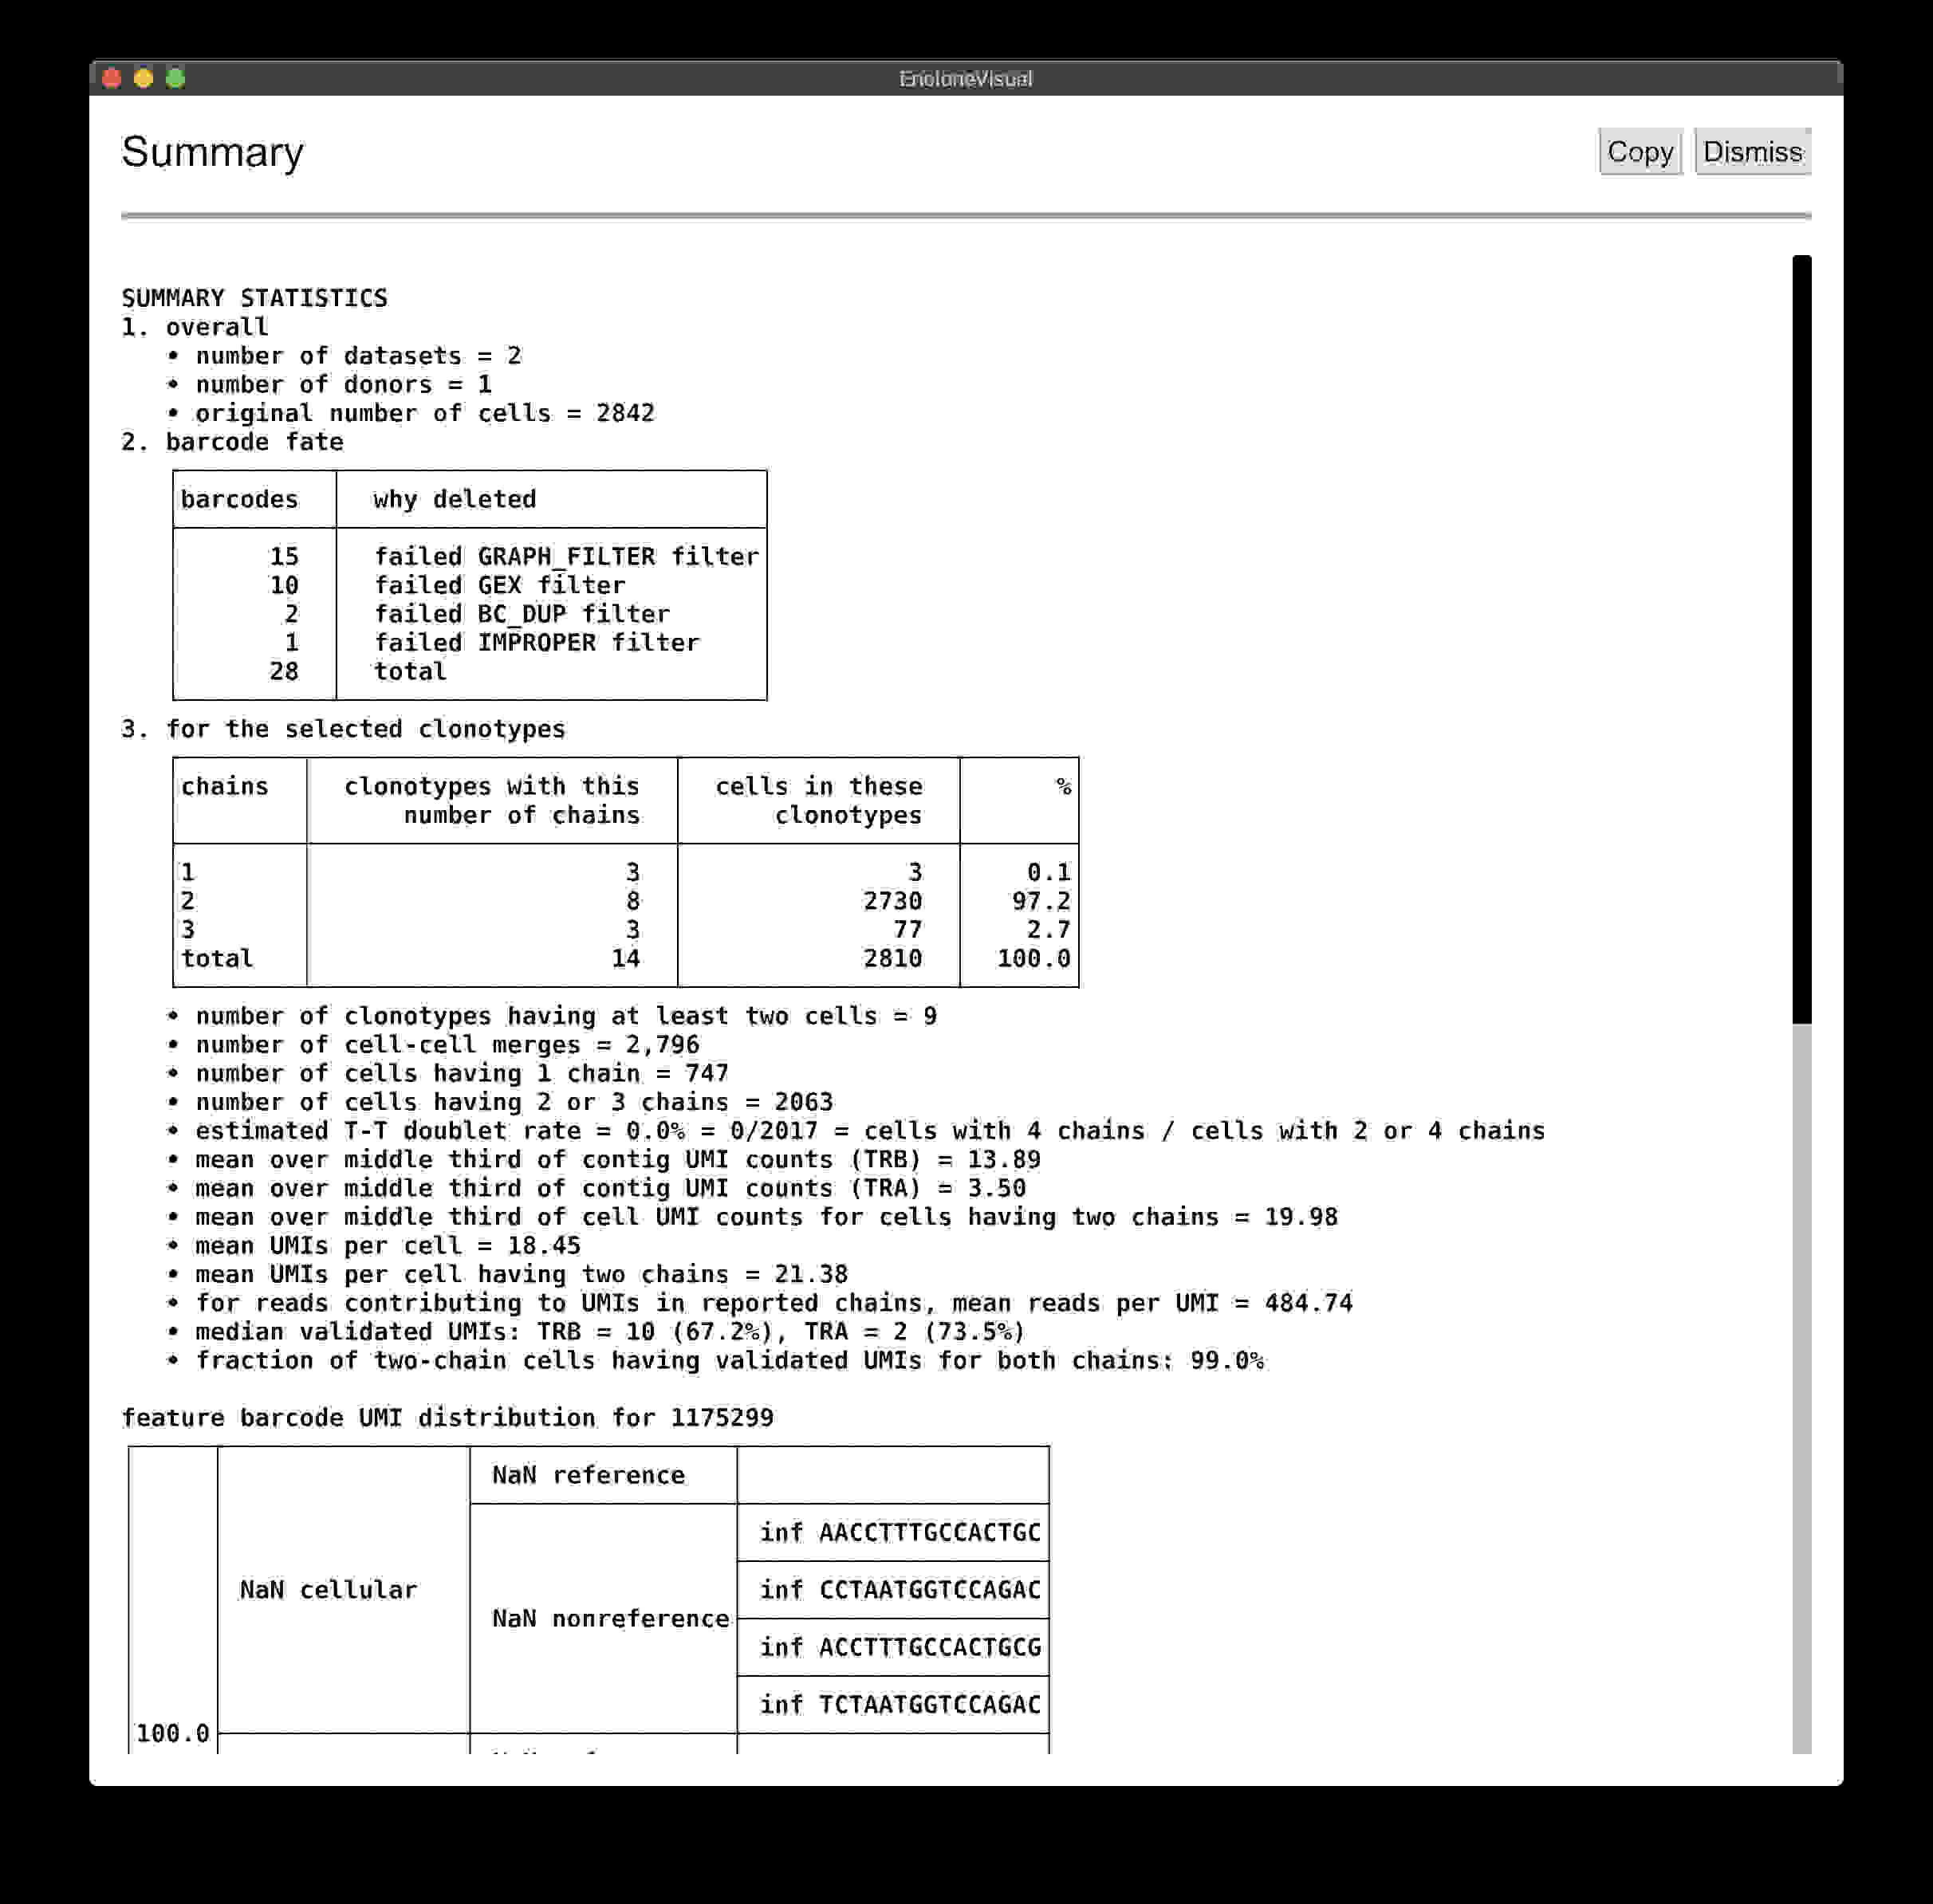 EncloneVisual
Summary
Copy Dismiss
SUMMARY STATISTICS
1. overall
• number of datasets = 2
• number of donors = 1
• original number of cells = 2842
2. barcode fate
barcodes why deleted
15 failed GRAPH_FILTER filter
10 failed GEX filter
2 failed BC_DUP filter
1 failed IMPROPER filter
28 total
3. for the selected clonotypes
chains clonotypes with this cells in these %
number of chains clonotypes
1 3 3 0.1
2 8 2730 97.2
3 3 77 2.7
total 14 2810 100.0
• number of clonotypes having at least two cells = 9
• number of cell-cell merges = 2,796
• number of cells having 1 chain = 747
• number of cells having 2 or 3 chains = 2063
• estimated T-T doublet rate = 0.0% = 0/2017 = cells with 4 chains / cells with 2 or 4 chains
• mean over middle third of contig UMI counts (TRB) = 13.89
• mean over middle third of contig UMI counts (TRA) = 3.50
• mean over middle third of cell UMI counts for cells having two chains = 19.98
• mean UMIs per cell = 18.45
• mean UMIs per cell having two chains = 21.38
• for reads contributing to UMIs in reported chains, mean reads per UMI = 484.74
• median validated UMIs: TRB = 10 (67.2%), TRA = 2 (73.5%)
• fraction of two-chain cells having validated UMIs for both chains: 99.0%
feature barcode UMI distribution for 1175299
NaN reference
inf AACCTTTGCCACTGC
NaN cellular
inf CCTAATGGTCCAGAC
NaN nonreference
inf ACCTTTGCCACTGCG
inf TCTAATGGTCCAGAC
100.0